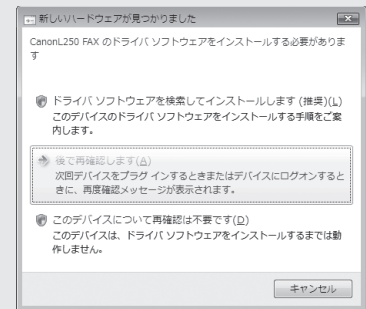 新しいハードウェアが見つかりました
CanonL250 FAX のドライバ ソフトウェアをインストールする必要がありま
す
ドライバ ソフトウェアを検索してインストールします (推奨)(L)
このデバイスのドライバ ソフトウェアをインストールする手順をご案
内します。
後で再確認します(A)
次回デバイスをプラグ インするときまたはデバイスにログオンすると
きに、再度確認メッセージが表示されます。
このデバイスについて再確認は不要です(D)
このデバイスは、ドライバ ソフトウェアをインストールするまでは動
作しません。
キャンセル